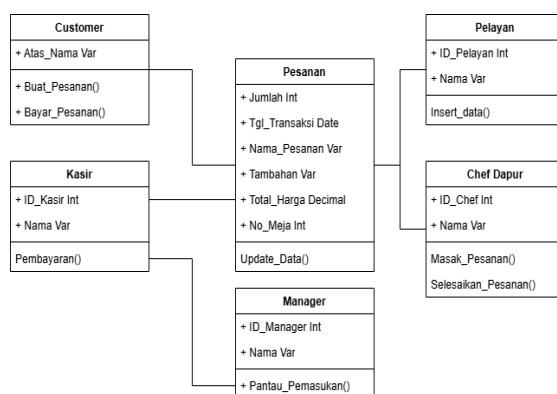 Customer
+ Atas_Nama Var
+ Buat_Pesanan()
+ Bayar_Pesanan()
Kasir
+ ID_Kasir Int
+ Nama Var
Pembayaran()
Pesanan
+ Jumlah Int
+ Tgl_Transaksi Date
+ Nama_Pesanan Var
+ Tambahan Var
+ Total_Harga Decimal
+ No_Meja Int
Update_Data()
Manager
+ ID_Manager Int
+ Nama Var
+ Pantau_Pemasukan()
Pelayan
+ ID_Pelayan Int
+ Nama Var
Insert_data()
Chef Dapur
+ ID_Chef Int
+ Nama Var
Masak_Pesanan()
Selesaikan_Pesanan()